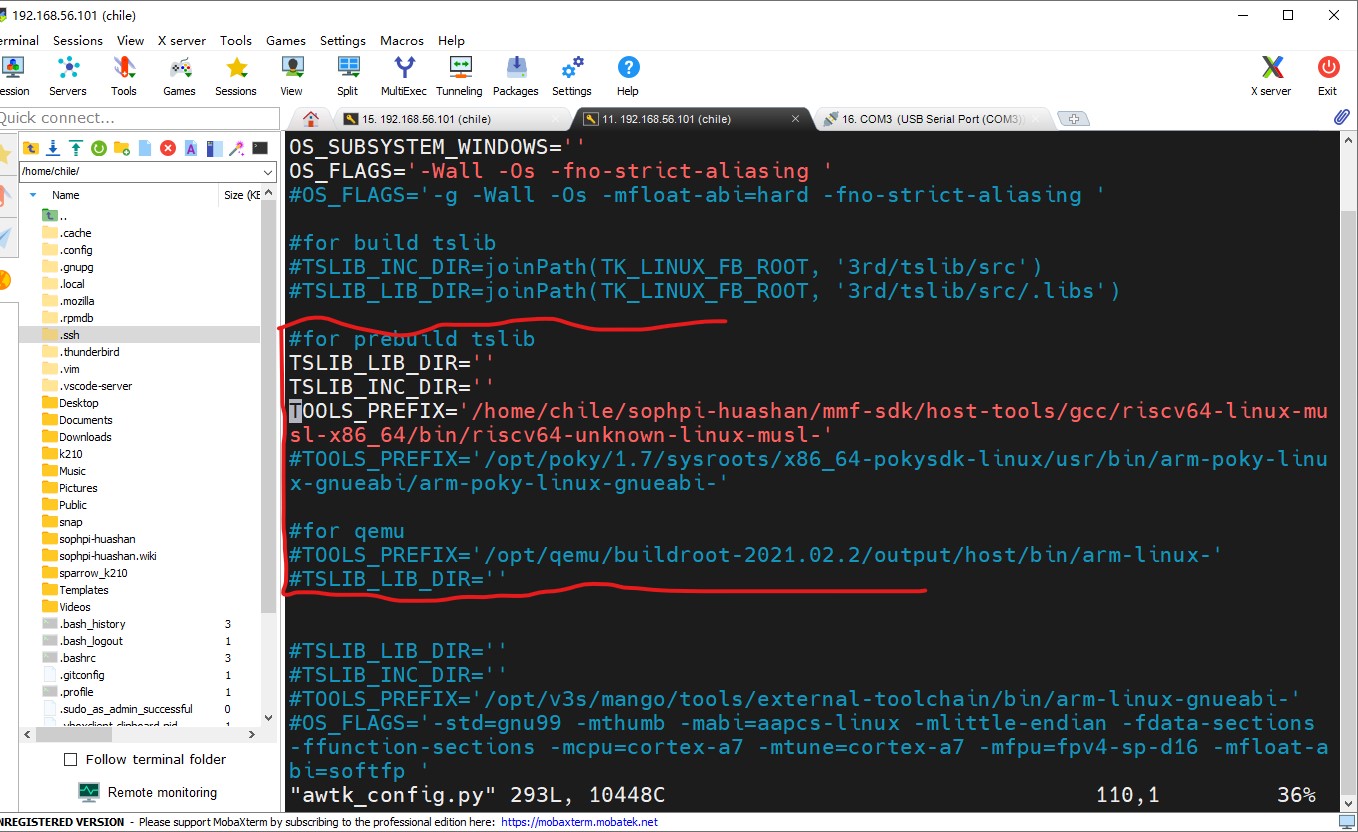 192.168.56.101 (chile)
erminal Sessions View X server Tools Games Settings Macros Help
ession Servers Tools Games Sessions View Split MultiExec Tunneling Packages Settings Help X server Exit
Quick connect...
15. 192.168.56.101 (chile)
11. 192.168.56.101 (chile)
16. COM3 (USB Serial Port (COM3))
/home/chile/
Name Size (KB
..
.cache
.config
.gnupg
.local
.mozilla
.rpmdb
.ssh
.thunderbird
.vim
.vscode-server
Desktop
Documents
Downloads
k210
Music
Pictures
Public
snap
sophpi-huashan
sophpi-huashan.wiki
sparrow_k210
Templates
Videos
.bash_history 3
.bash_logout 1
.bashrc 3
.gitconfig 1
.profile 1
.sudo_as_admin_successful 0
.vboxclient-clipboard.pid 1
Follow terminal folder
Remote monitoring
OS_SUBSYSTEM_WINDOWS=''
OS_FLAGS='-Wall -Os -fno-strict-aliasing '
#OS_FLAGS='-g -Wall -Os -mfloat-abi=hard -fno-strict-aliasing '
#for build tslib
#TSLIB_INC_DIR=joinPath(TK_LINUX_FB_ROOT, '3rd/tslib/src')
#TSLIB_LIB_DIR=joinPath(TK_LINUX_FB_ROOT, '3rd/tslib/src/.libs')
#for prebuild tslib
TSLIB_LIB_DIR=''
TSLIB_INC_DIR=''
TOOLS_PREFIX='/home/chile/sophpi-huashan/mmf-sdk/host-tools/gcc/riscv64-linux-mu
sl-x86_64/bin/riscv64-unknown-linux-musl-'
#TOOLS_PREFIX='/opt/poky/1.7/sysroots/x86_64-pokysdk-linux/usr/bin/arm-poky-linu
x-gnueabi/arm-poky-linux-gnueabi-'
#for qemu
#TOOLS_PREFIX='/opt/qemu/buildroot-2021.02.2/output/host/bin/arm-linux-'
#TSLIB_LIB_DIR=''
#TSLIB_LIB_DIR=''
#TSLIB_INC_DIR=''
#TOOLS_PREFIX='/opt/v3s/mango/tools/external-toolchain/bin/arm-linux-gnueabi-'
#OS_FLAGS='-std=gnu99 -mthumb -mabi=aapcs-linux -mlittle-endian -fdata-sections
-ffunction-sections -mcpu=cortex-a7 -mtune=cortex-a7 -mfpu=fpv4-sp-d16 -mfloat-a
bi=softfp '
"awtk_config.py" 293L, 10448C 110,1 36%
NREGISTERED VERSION - Please support MobaXterm by subscribing to the professional edition here: https://mobaxterm.mobatek.net